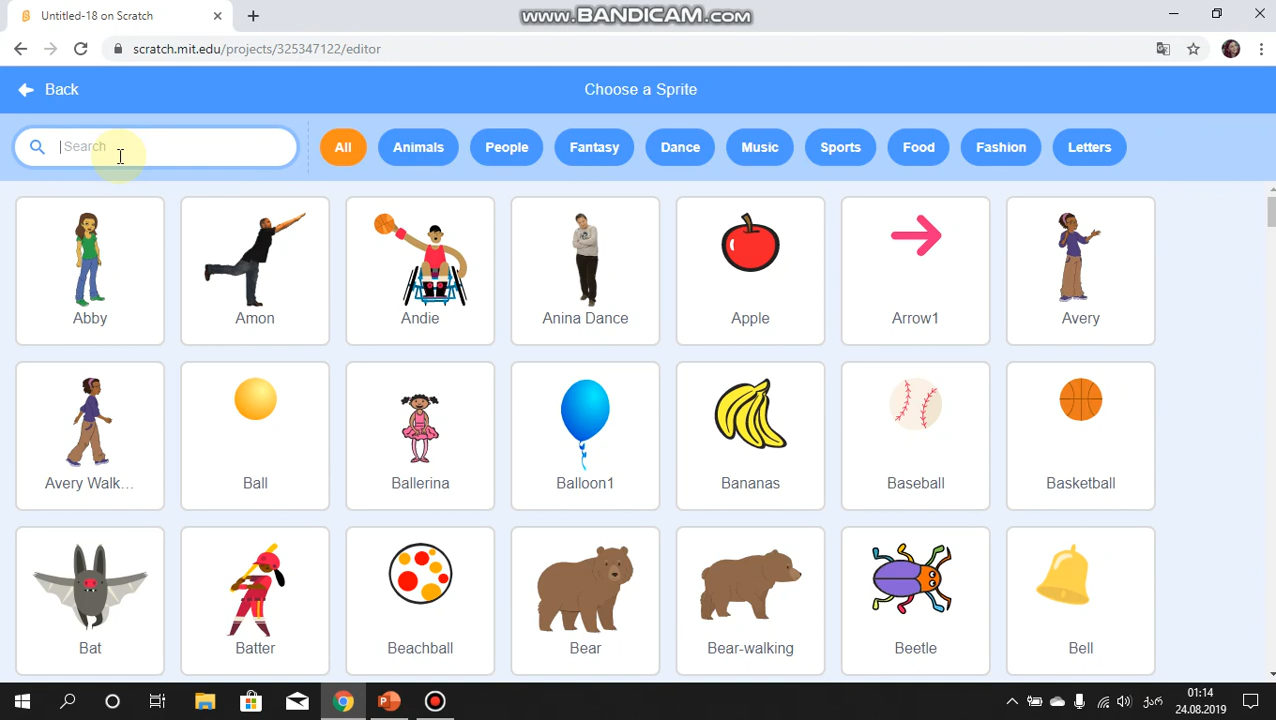 Untitled-18 on Scratch
www.BANDICAM.com
scratch.mit.edu/projects/325347122/editor
Back
Choose a Sprite
Search
All
Animals
People
Fantasy
Dance
Music
Sports
Food
Fashion
Letters
Abby
Amon
Andie
Anina Dance
Apple
Arrow1
Avery
Avery Walk...
Ball
Ballerina
Balloon1
Bananas
Baseball
Basketball
Bat
Batter
Beachball
Bear
Bear-walking
Beetle
Bell
ქარ
01:14
24.08.2019